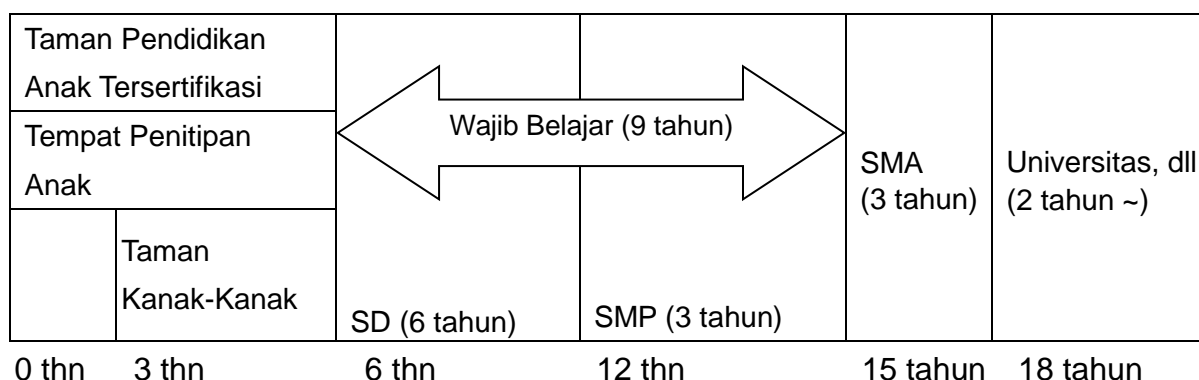 Taman Pendidikan
Anak Tersertifikasi
Tempat Penitipan
Anak
Taman
Kanak-Kanak
Wajib Belajar (9 tahun)
SD (6 tahun)
SMP (3 tahun)
SMA
(3 tahun)
Universitas, dll
(2 tahun ~)
0 thn
3 thn
6 thn
12 thn
15 tahun
18 tahun